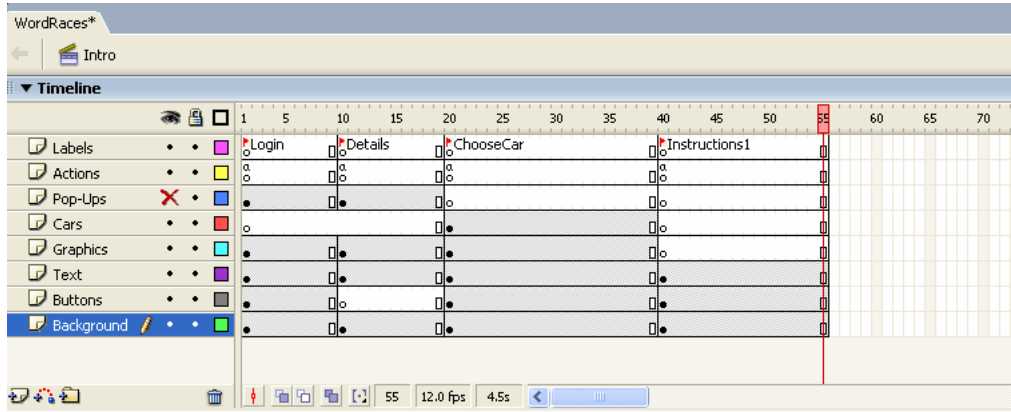 WordRaces*
Intro
Timeline
1 5 10 15 20 25 30 35 40 45 50 55 60 65 70
Labels Login Details ChooseCar Instructions1
Actions a a a a
Pop-Ups
Cars
Graphics
Text
Buttons
Background
55 12.0 fps 4.5s